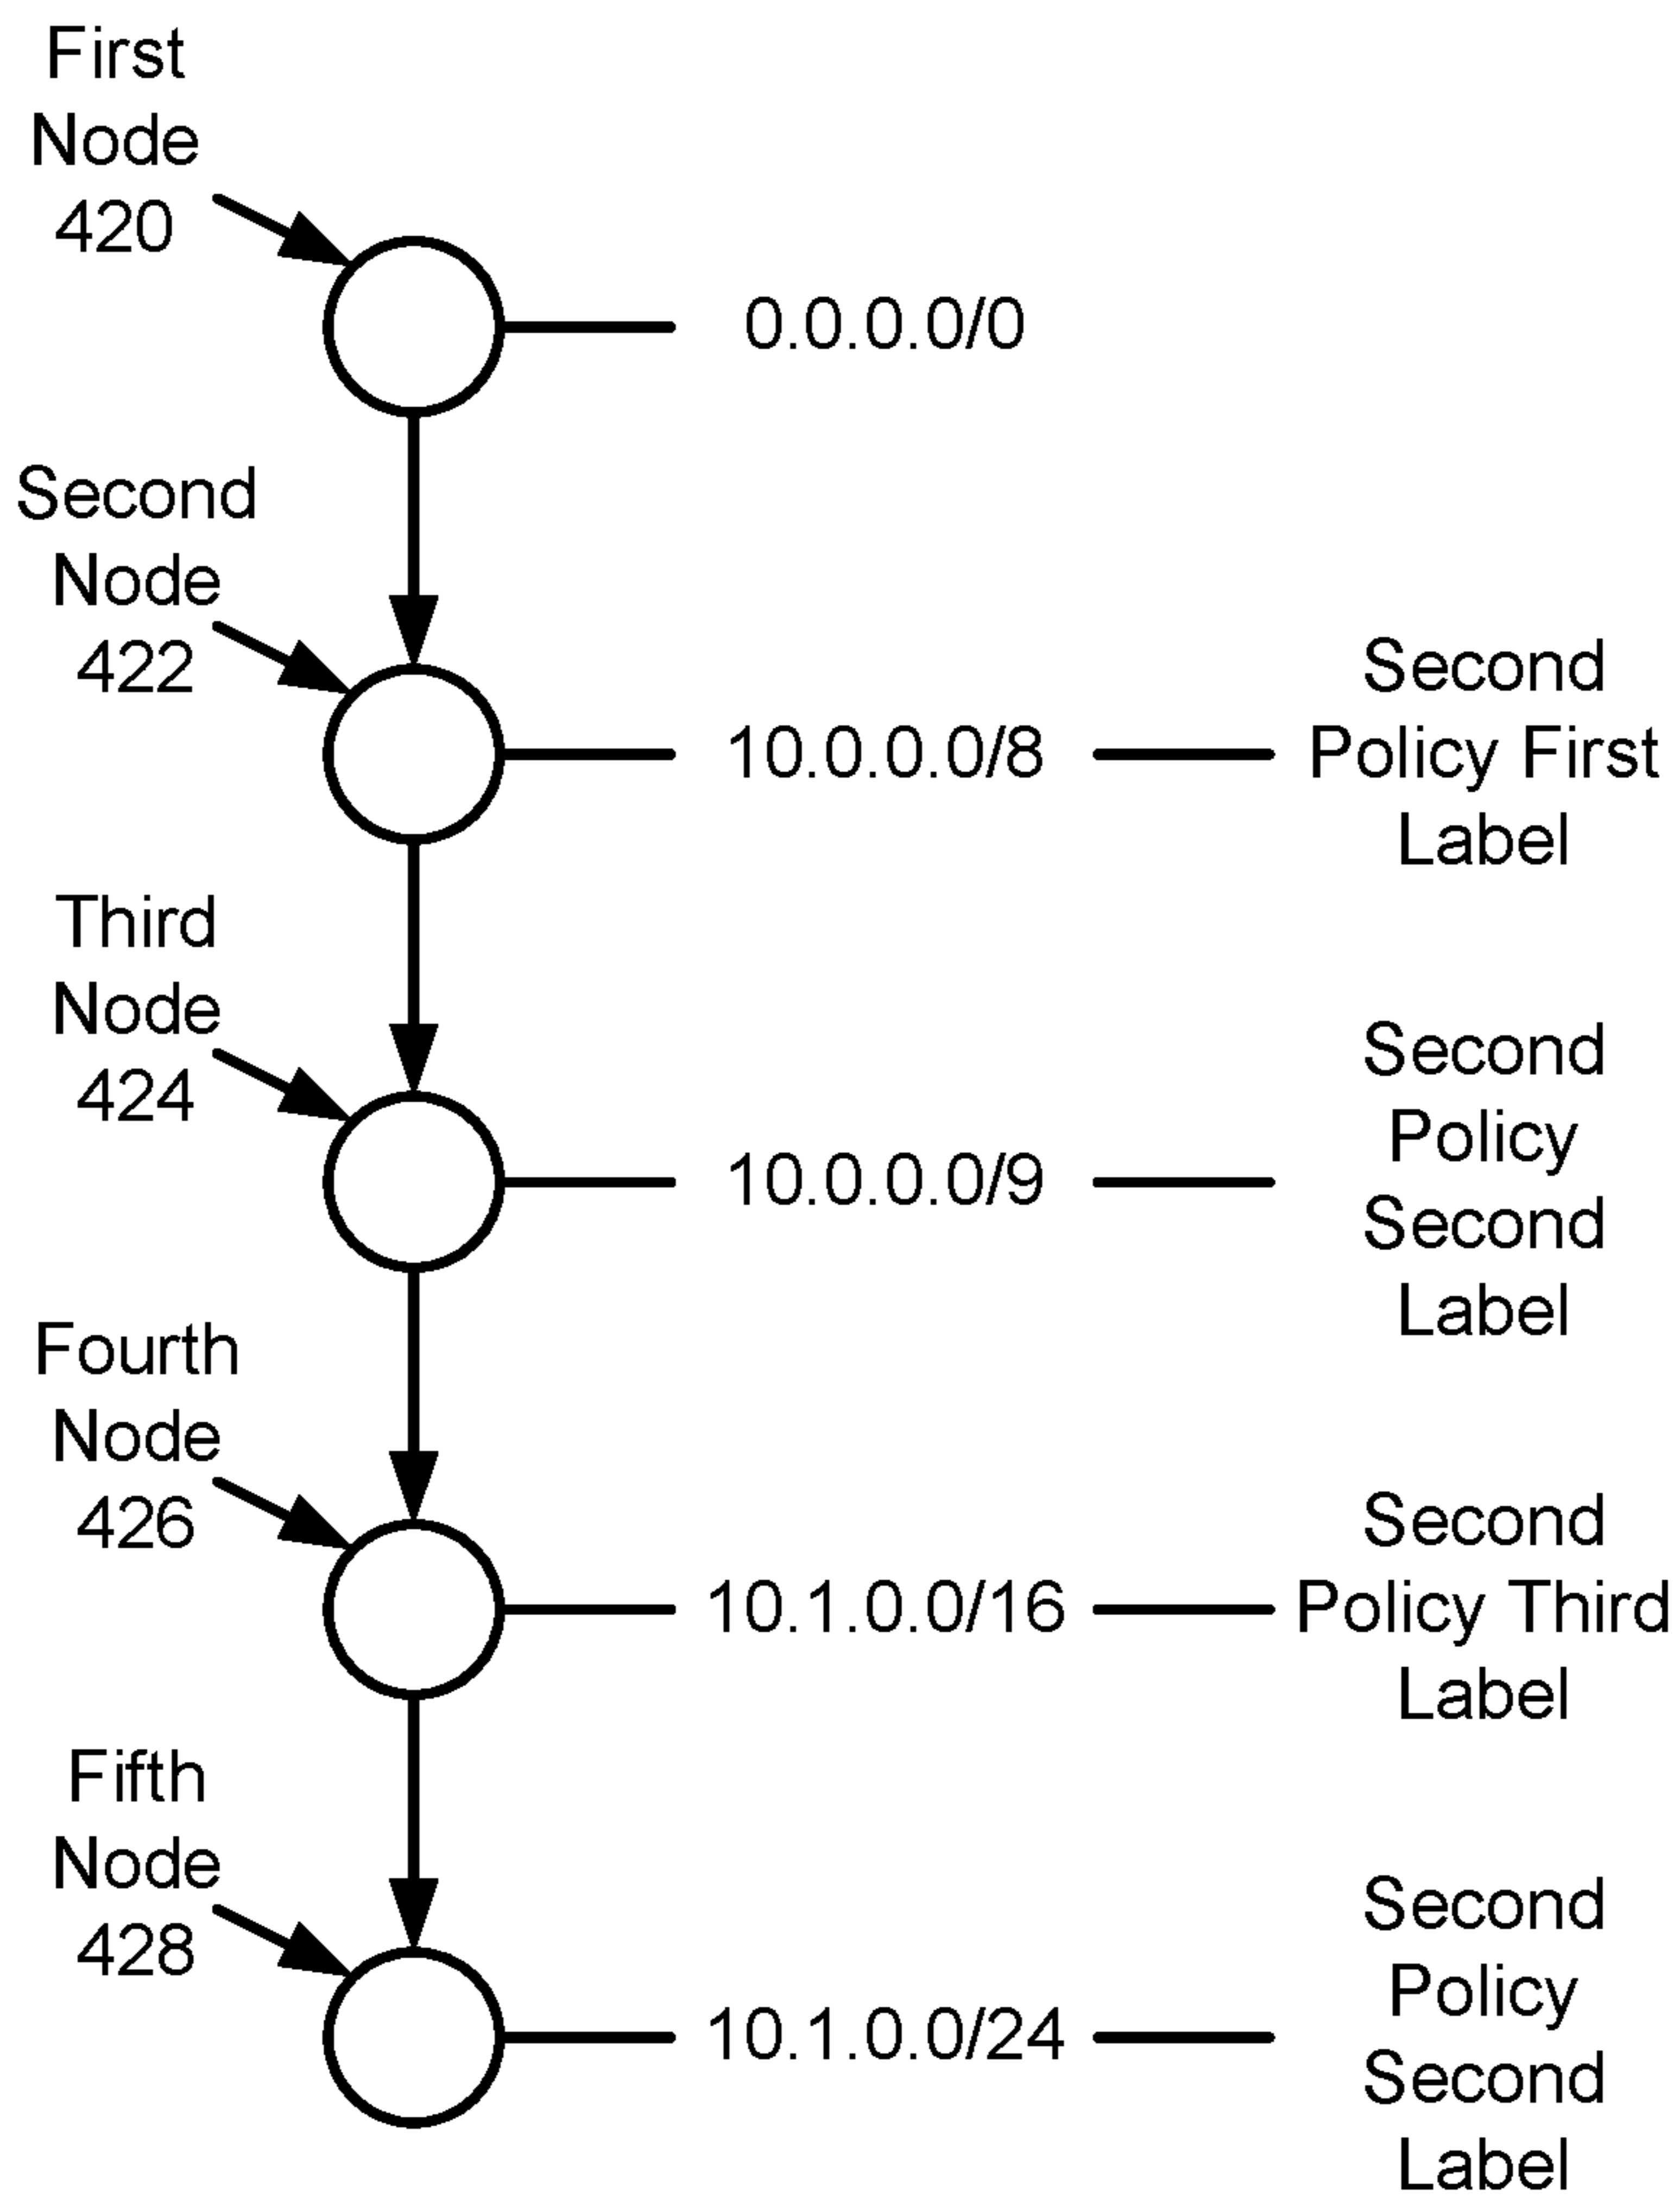 First
Node
420
0.0.0.0/0
Second
Node
422
10.0.0.0/8
Second
Policy First
Label
Third
Node
424
10.0.0.0/9
Second
Policy
Second
Label
Fourth
Node
426
10.1.0.0/16
Second
Policy Third
Label
Fifth
Node
428
10.1.0.0/24
Second
Policy
Second
Label